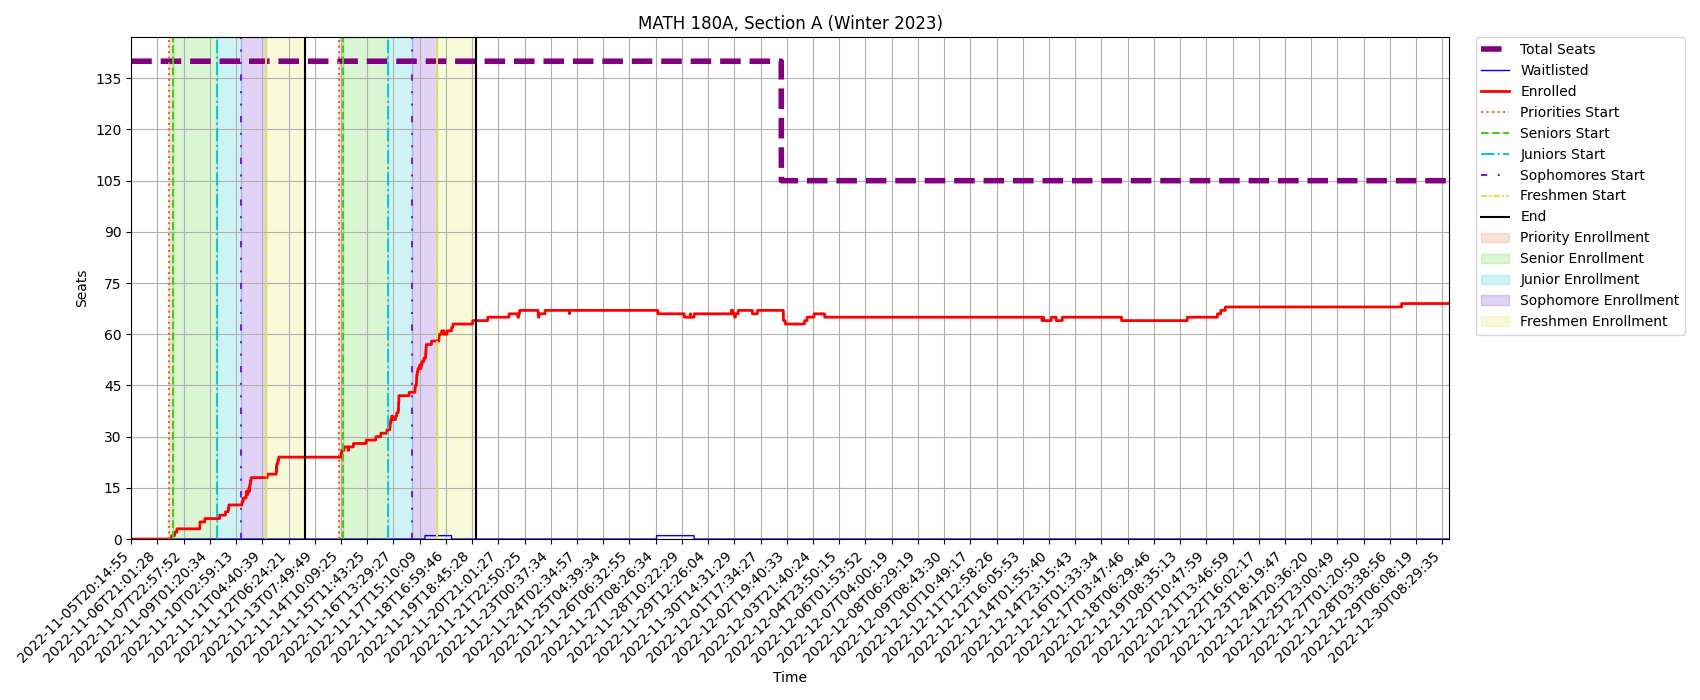 MATH 180A, Section A (Winter 2023)
Seats
135
120
105
90
75
60
45
30
15
0
2022-11-05T20:14:55
2022-11-06T21:01:28
2022-11-07T22:57:52
2022-11-09T01:20:34
2022-11-10T02:59:13
2022-11-11T04:40:39
2022-11-12T06:24:21
2022-11-13T07:49:49
2022-11-14T10:09:25
2022-11-15T11:43:25
2022-11-16T13:29:27
2022-11-17T15:10:09
2022-11-18T16:59:46
2022-11-19T18:45:28
2022-11-20T21:01:27
2022-11-21T22:50:25
2022-11-23T00:37:34
2022-11-24T02:34:57
2022-11-25T04:39:34
2022-11-26T06:32:55
2022-11-27T08:26:34
2022-11-28T10:22:29
2022-11-29T12:26:04
2022-11-30T14:31:29
2022-12-01T17:34:27
2022-12-02T19:40:33
2022-12-03T21:40:24
2022-12-04T23:50:15
2022-12-06T01:53:52
2022-12-07T04:00:19
2022-12-08T06:29:19
2022-12-09T08:43:30
2022-12-10T10:49:17
2022-12-11T12:58:26
2022-12-12T16:05:53
2022-12-14T01:55:40
2022-12-14T23:15:43
2022-12-16T01:33:34
2022-12-17T03:47:46
2022-12-18T06:29:46
2022-12-19T08:35:13
2022-12-20T10:47:59
2022-12-21T13:46:59
2022-12-22T16:02:17
2022-12-23T18:19:47
2022-12-24T20:36:20
2022-12-25T23:00:49
2022-12-27T01:20:50
2022-12-28T03:38:56
2022-12-29T06:08:19
2022-12-30T08:29:35
Time
Total Seats
Waitlisted
Enrolled
Priorities Start
Seniors Start
Juniors Start
Sophomores Start
Freshmen Start
End
Priority Enrollment
Senior Enrollment
Junior Enrollment
Sophomore Enrollment
Freshmen Enrollment